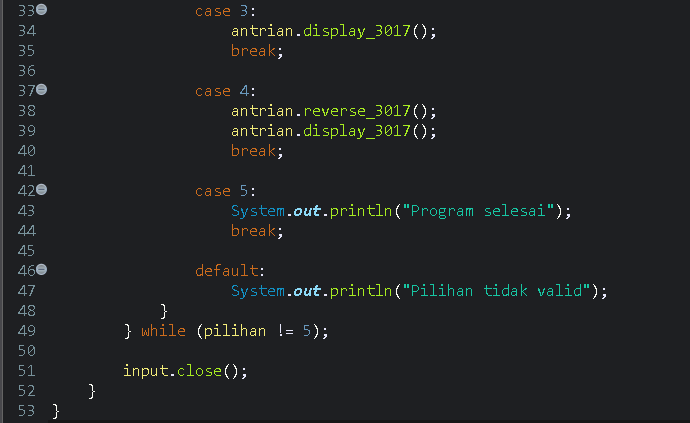 33 case 3:
34 antrian.display_3017();
35 break;
36
37 case 4:
38 antrian.reverse_3017();
39 antrian.display_3017();
40 break;
41
42 case 5:
43 System.out.println("Program selesai");
44 break;
45
46 default:
47 System.out.println("Pilihan tidak valid");
48 }
49 } while (pilihan != 5);
50
51 input.close();
52 }
53 }